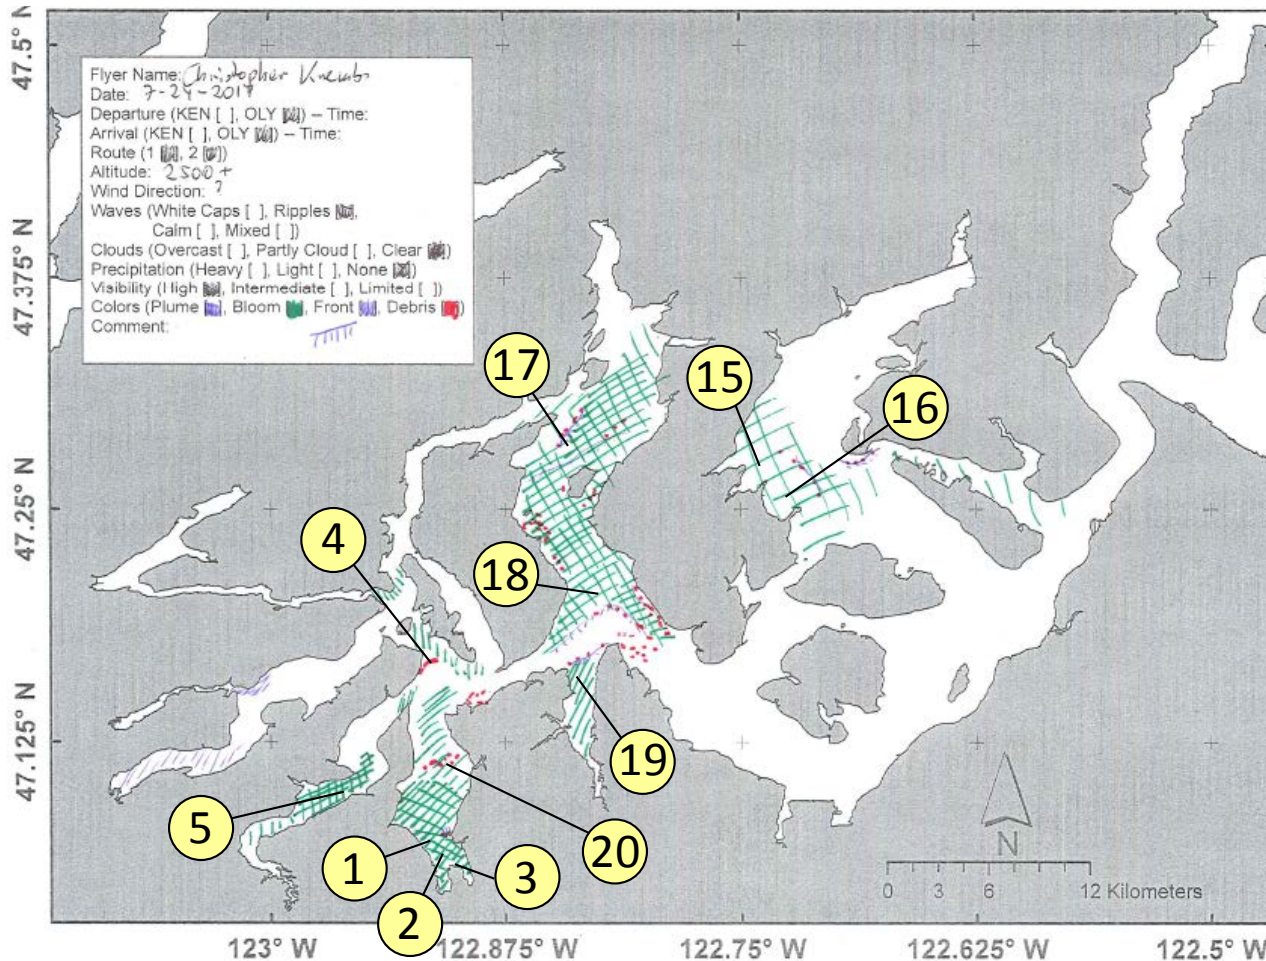 47.5° N
47.375° N
47.25° N
47.125° N
Flyer Name: Christopher Krembs
Date: 7-24-2017
Departure (KEN [ ], OLY [ ]) – Time:
Arrival (KEN [ ], OLY [ ]) – Time:
Route (1 [ ], 2 [ ])
Altitude: 2500+
Wind Direction: ?
Waves (White Caps [ ], Ripples [ ],
Calm [ ], Mixed [ ])
Clouds (Overcast [ ], Partly Cloud [ ], Clear [ ])
Precipitation (Heavy [ ], Light [ ], None [ ])
Visibility (High [ ], Intermediate [ ], Limited [ ])
Colors (Plume [ ], Bloom [ ], Front [ ], Debris [ ])
Comment:
17
15
16
4
18
19
5
1
20
3
2
N
0 3 6 12 Kilometers
123° W 122.875° W 122.75° W 122.625° W 122.5° W